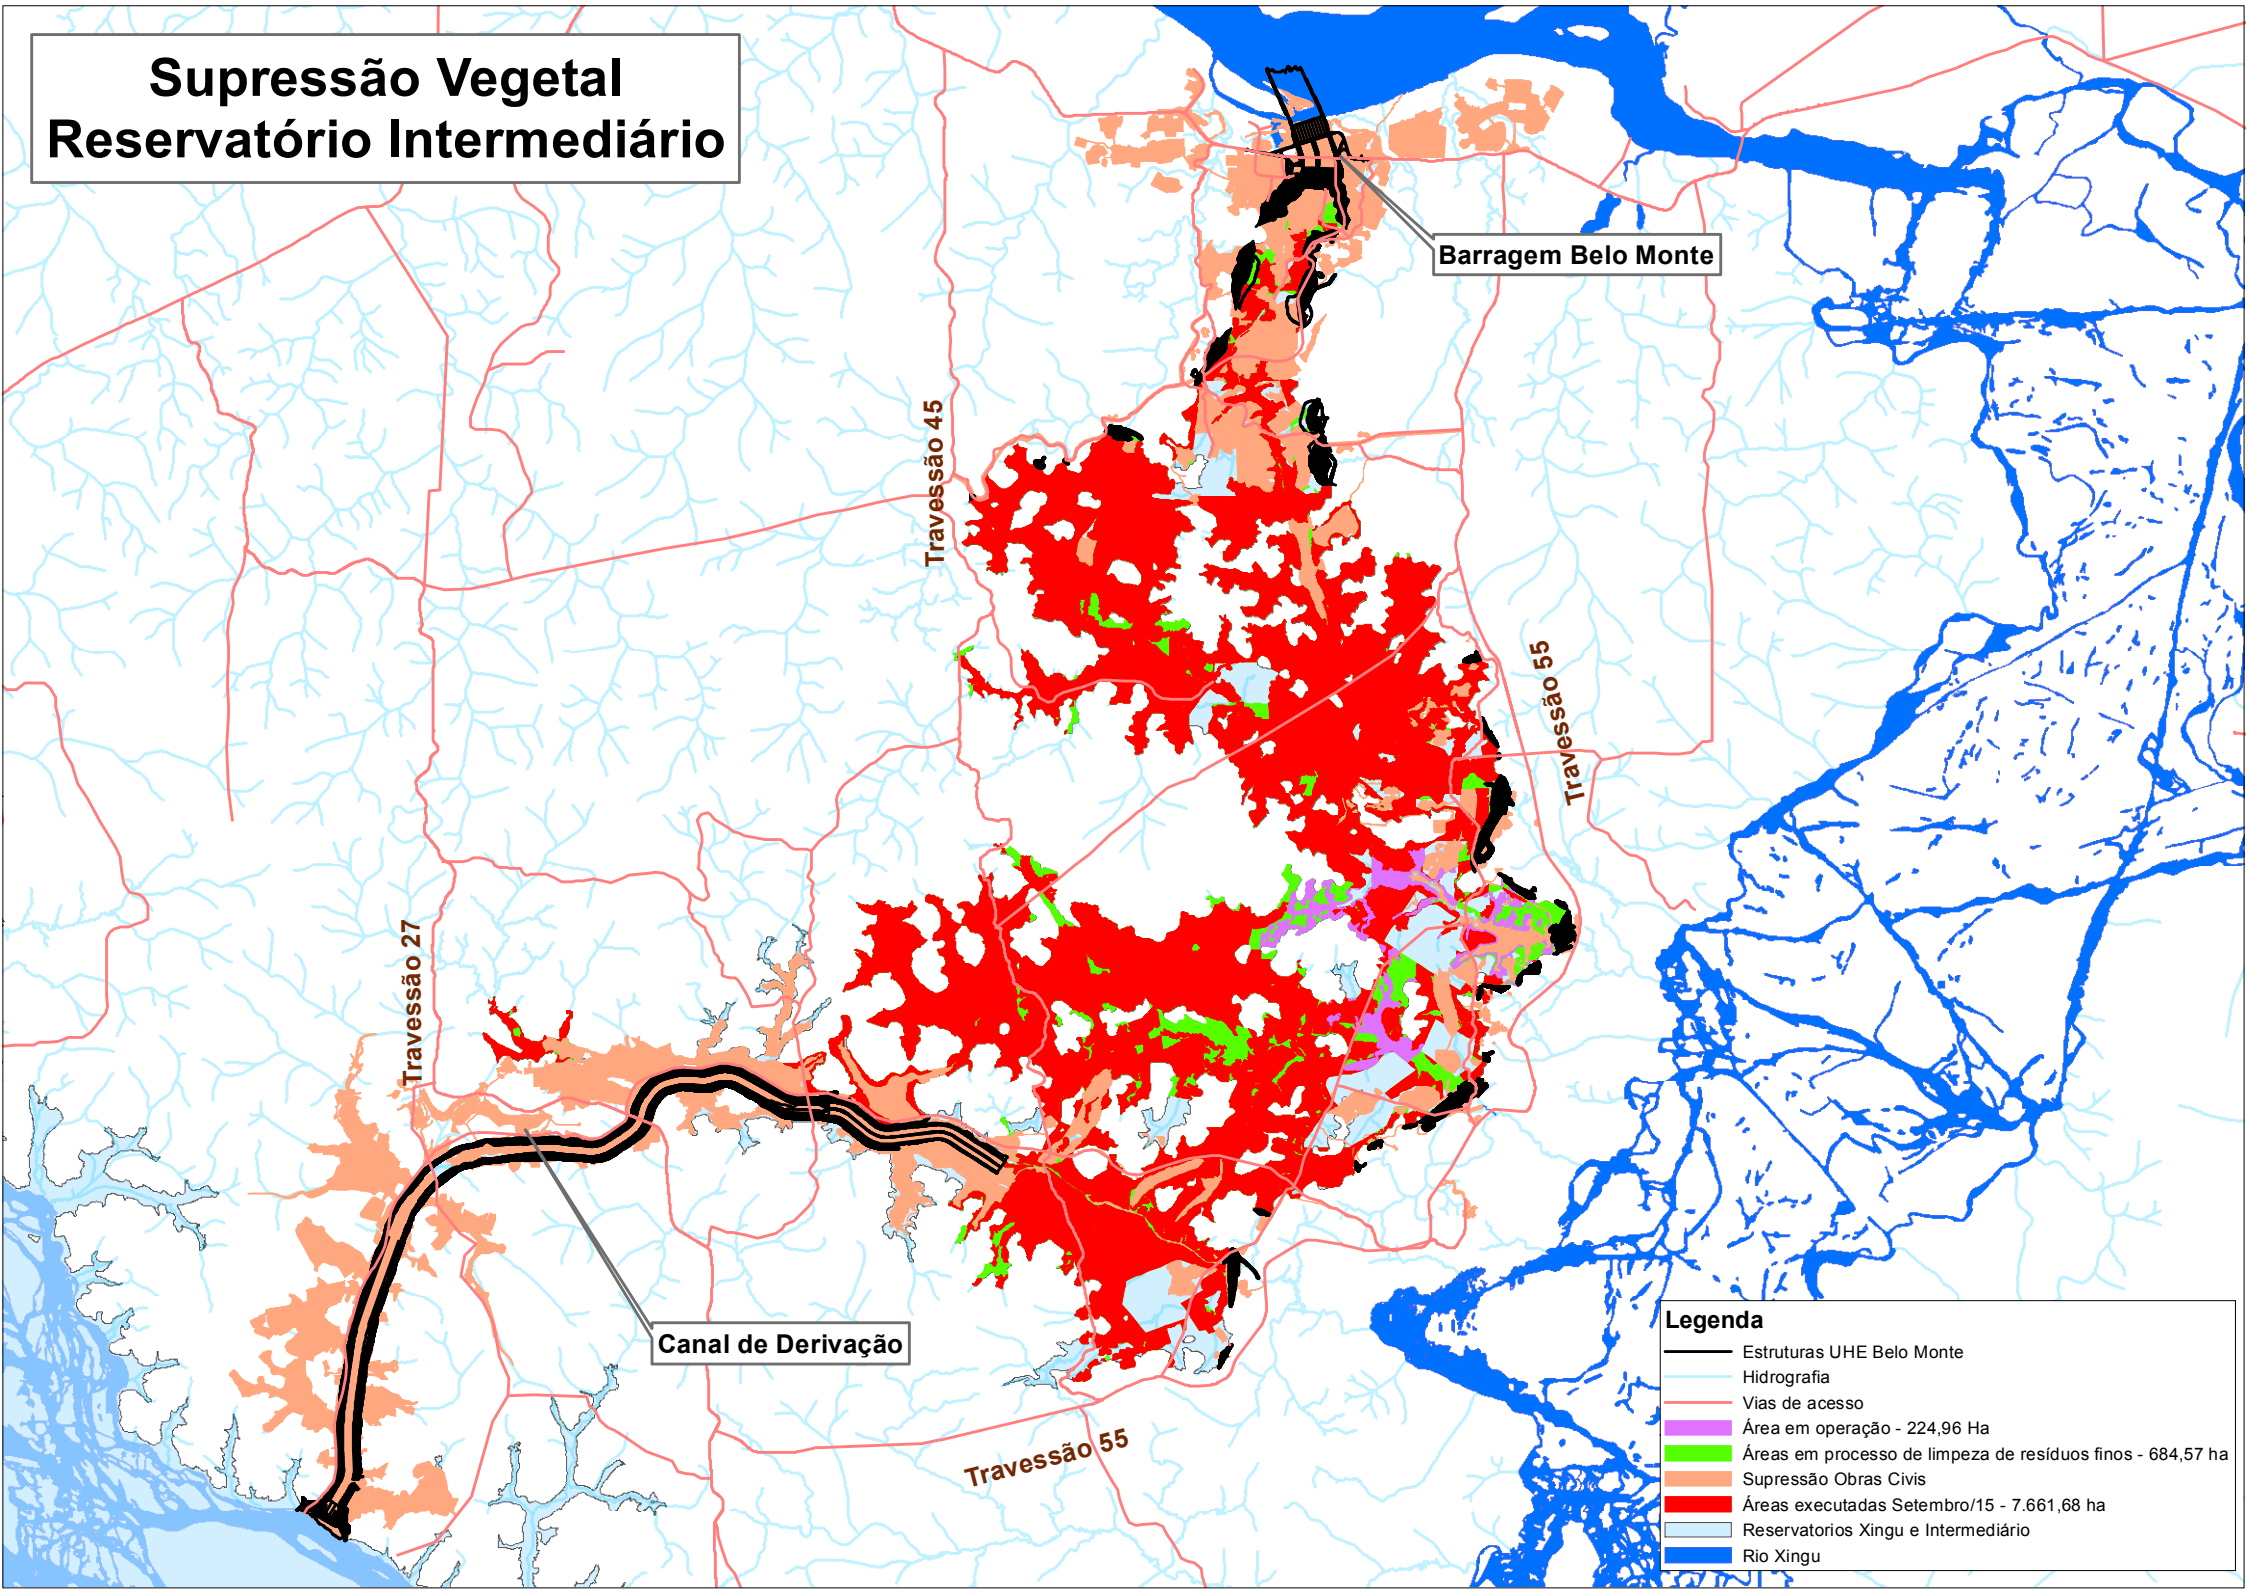 Supressão Vegetal
Reservatório Intermediário
Barragem Belo Monte
Travessão 45
Travessão 55
Travessão 27
Canal de Derivação
Travessão 55
Legenda
Estruturas UHE Belo Monte
Hidrografia
Vias de acesso
Área em operação - 224,96 Ha
Áreas em processo de limpeza de resíduos finos - 684,57 ha
Supressão Obras Civis
Áreas executadas Setembro/15 - 7.661,68 ha
Reservatorios Xingu e Intermediário
Rio Xingu